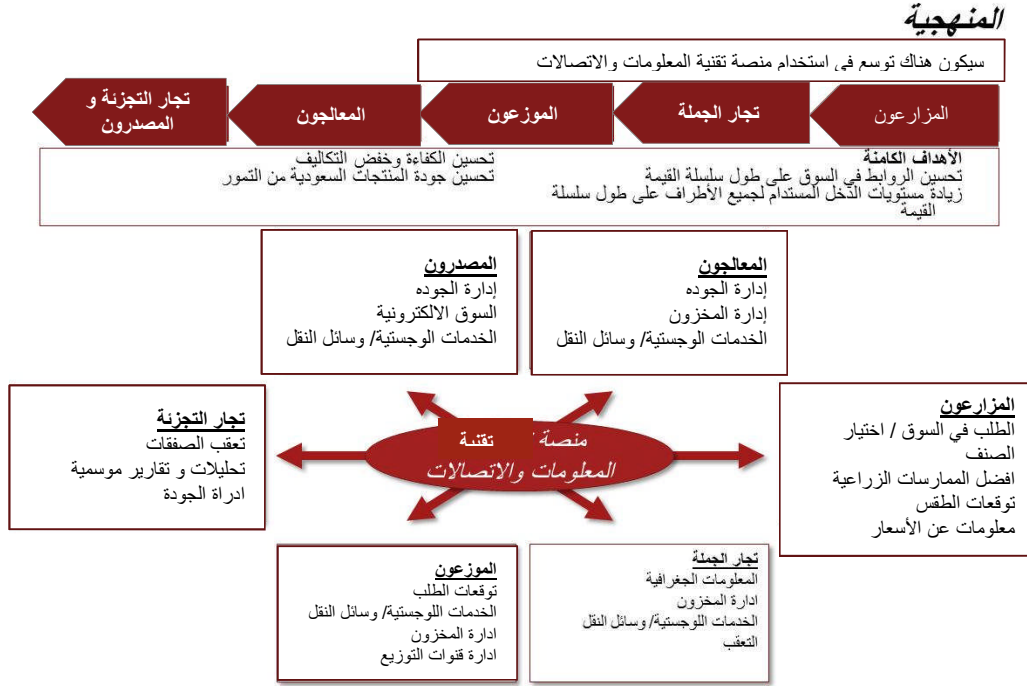 المنهجية
سيكون هناك توسع في استخدام منصة تقنية المعلومات والاتصالات
المزارعون
تجار الجملة
الموزعون
المعالجون
تجار التجزئة و
المصدرون
الأهداف الكامنة
تحسين الروابط في السوق على طول سلسلة القيمة
زيادة مستويات الدخل المستدام لجميع الأطراف على طول سلسلة
القيمة
تحسين الكفاءة وخفض التكاليف
تحسين جودة المنتجات السعودية من التمور
المعالجون
إدارة الجوده
إدارة المخزون
الخدمات الوجستية/ وسائل النقل
المصدرون
إدارة الجوده
السوق الالكترونية
الخدمات الوجستية/ وسائل النقل
المزارعون
الطلب في السوق / اختيار
الصنف
افضل الممارسات الزراعية
توقعات الطقس
معلومات عن الأسعار
منصة تقنية
المعلومات والاتصالات
تجار التجزئة
تعقب الصفقات
تحليلات و تقارير موسمية
ادراة الجودة
تجار الجملة
المعلومات الجغرافية
ادارة المخزون
الخدمات اللوجستية/ وسائل النقل
التعقب
الموزعون
توقعات الطلب
الخدمات اللوجستية/ وسائل النقل
ادارة المخزون
ادارة قنوات التوزيع